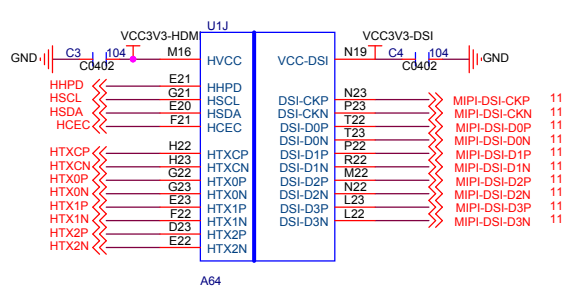 U1J
VCC3V3-HDM VCC3V3-DSI
GND C3 104 M16 HVCC VCC-DSI N19 C4 104 GND
C0402 C0402
HHPD E21 HHPD
HSCL G21 HSCL DSI-CKP N23 MIPI-DSI-CKP 11
HSDA E20 HSDA DSI-CKN P23 MIPI-DSI-CKN 11
HCEC F21 HCEC DSI-D0P T22 MIPI-DSI-D0P 11
DSI-D0N T23 MIPI-DSI-D0N 11
HTXCP H22 HTXCP DSI-D1P P22 MIPI-DSI-D1P 11
HTXCN H23 HTXCN DSI-D1N R22 MIPI-DSI-D1N 11
HTX0P G22 HTX0P DSI-D2P M22 MIPI-DSI-D2P 11
HTX0N G23 HTX0N DSI-D2N N22 MIPI-DSI-D2N 11
HTX1P E23 HTX1P DSI-D3P L23 MIPI-DSI-D3P 11
HTX1N F22 HTX1N DSI-D3N L22 MIPI-DSI-D3N 11
HTX2P D23 HTX2P
HTX2N E22 HTX2N
A64